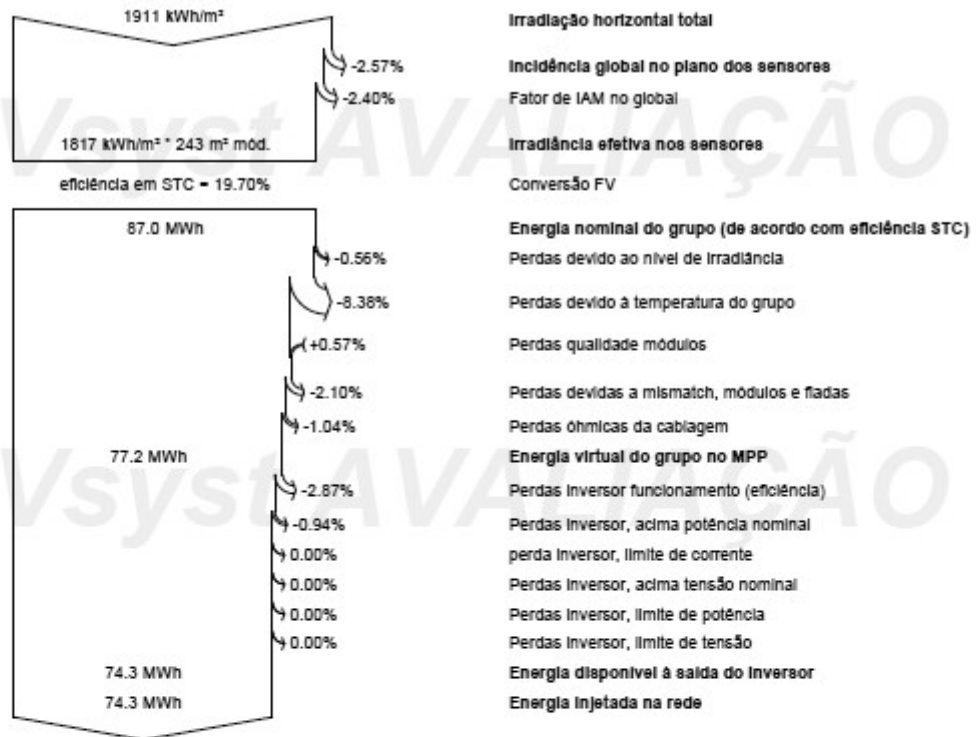 1911 kWh/m² Irradiação horizontal total
-2.57% Incidência global no plano dos sensores
-2.40% Fator de IAM no global
Vsyst AVALIAÇÃO
1817 kWh/m² * 243 m² mód. Irradiância efetiva nos sensores
eficiência em STC = 19.70% Conversão FV
87.0 MWh Energia nominal do grupo (de acordo com eficiência STC)
-0.56% Perdas devido ao nível de irradiância
-8.38% Perdas devido à temperatura do grupo
+0.57% Perdas qualidade módulos
-2.10% Perdas devidas a mismatch, módulos e fiadas
-1.04% Perdas óhmicas da cablagem
77.2 MWh Energia virtual do grupo no MPP
Vsyst AVALIAÇÃO
-2.87% Perdas inversor funcionamento (eficiência)
-0.94% Perdas inversor, acima potência nominal
0.00% perda inversor, limite de corrente
0.00% Perdas inversor, acima tensão nominal
0.00% Perdas inversor, limite de potência
0.00% Perdas inversor, limite de tensão
74.3 MWh Energia disponível à saída do inversor
74.3 MWh Energia injetada na rede